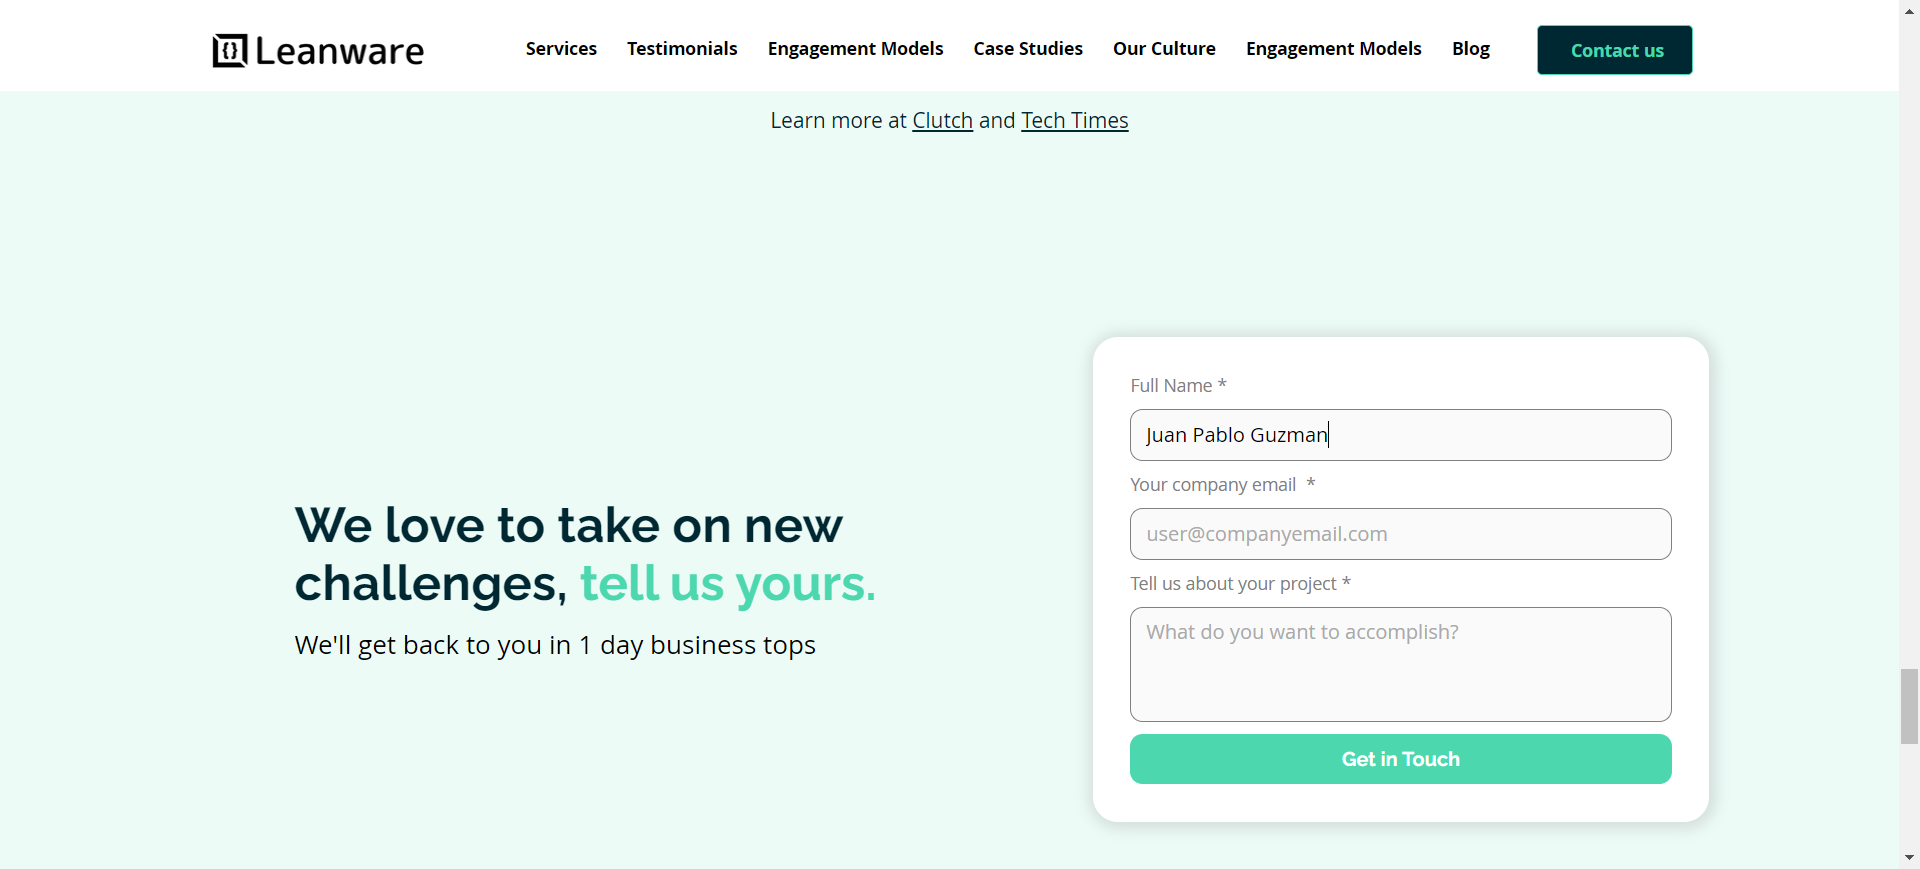 {} Leanware
Services Testimonials Engagement Models Case Studies Our Culture Engagement Models Blog Contact us
Learn more at Clutch and Tech Times
We love to take on new
challenges, tell us yours.
We'll get back to you in 1 day business tops
Full Name *
Juan Pablo Guzman
Your company email *
user@companyemail.com
Tell us about your project *
What do you want to accomplish?
Get in Touch